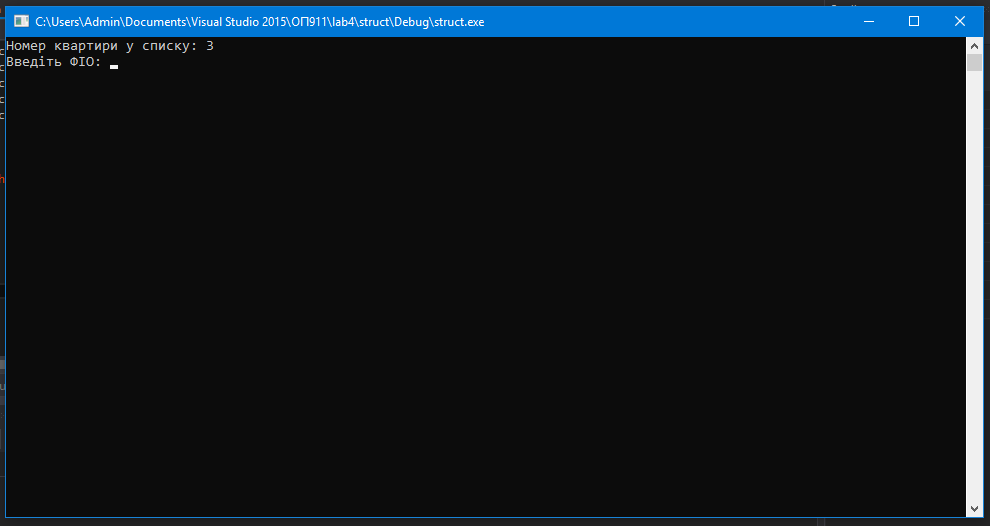 C:\Users\Admin\Documents\Visual Studio 2015\ОП911\lab4\struct\Debug\struct.exe
Номер квартири у списку: 3
Введіть ФІО: